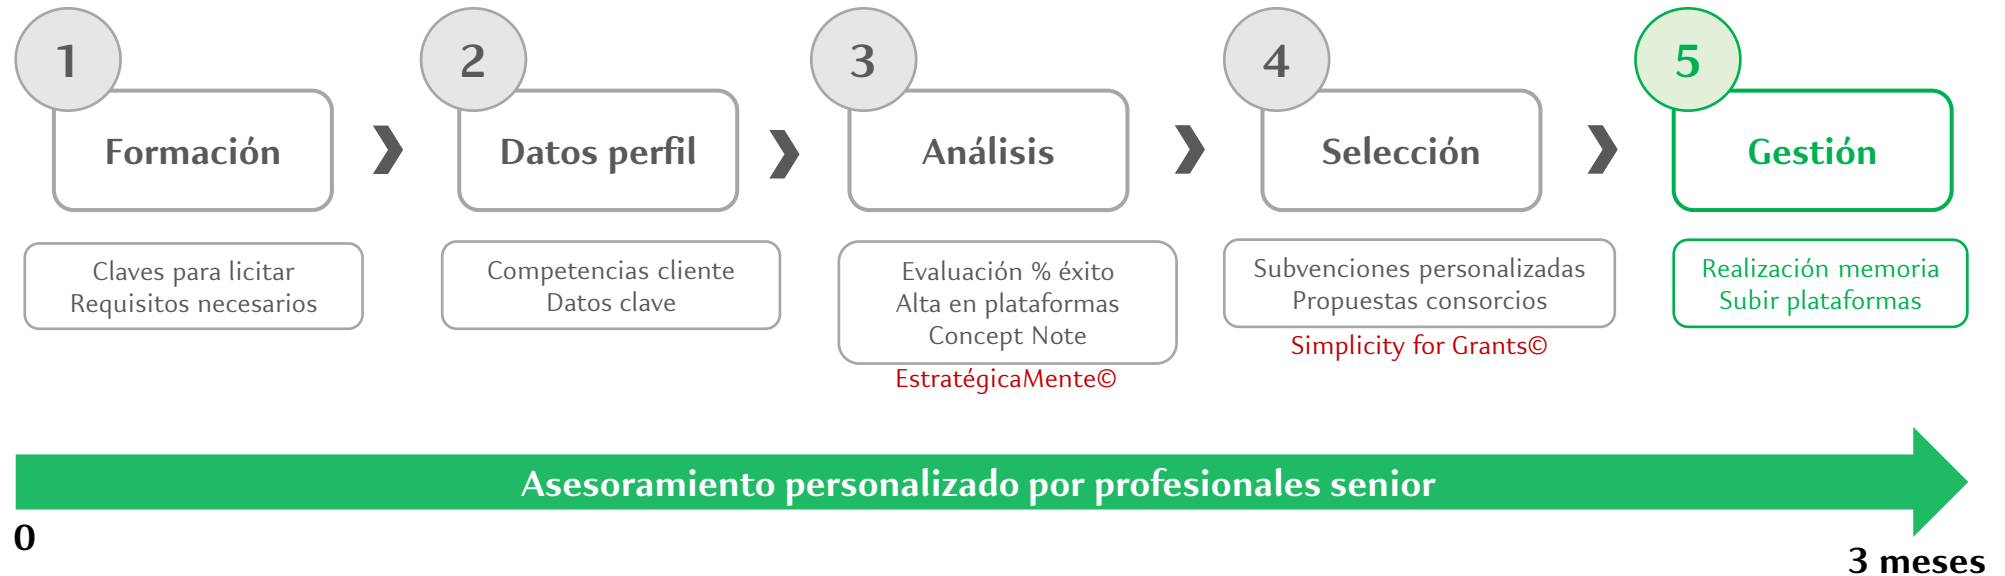 1
Formación
Claves para licitar
Requisitos necesarios
2
Datos perfil
Competencias cliente
Datos clave
3
Análisis
Evaluación % éxito
Alta en plataformas
Concept Note
EstratégicaMente©
4
Selección
Subvenciones personalizadas
Propuestas consorcios
Simplicity for Grants©
5
Gestión
Realización memoria
Subir plataformas
Asesoramiento personalizado por profesionales senior
0
3 meses